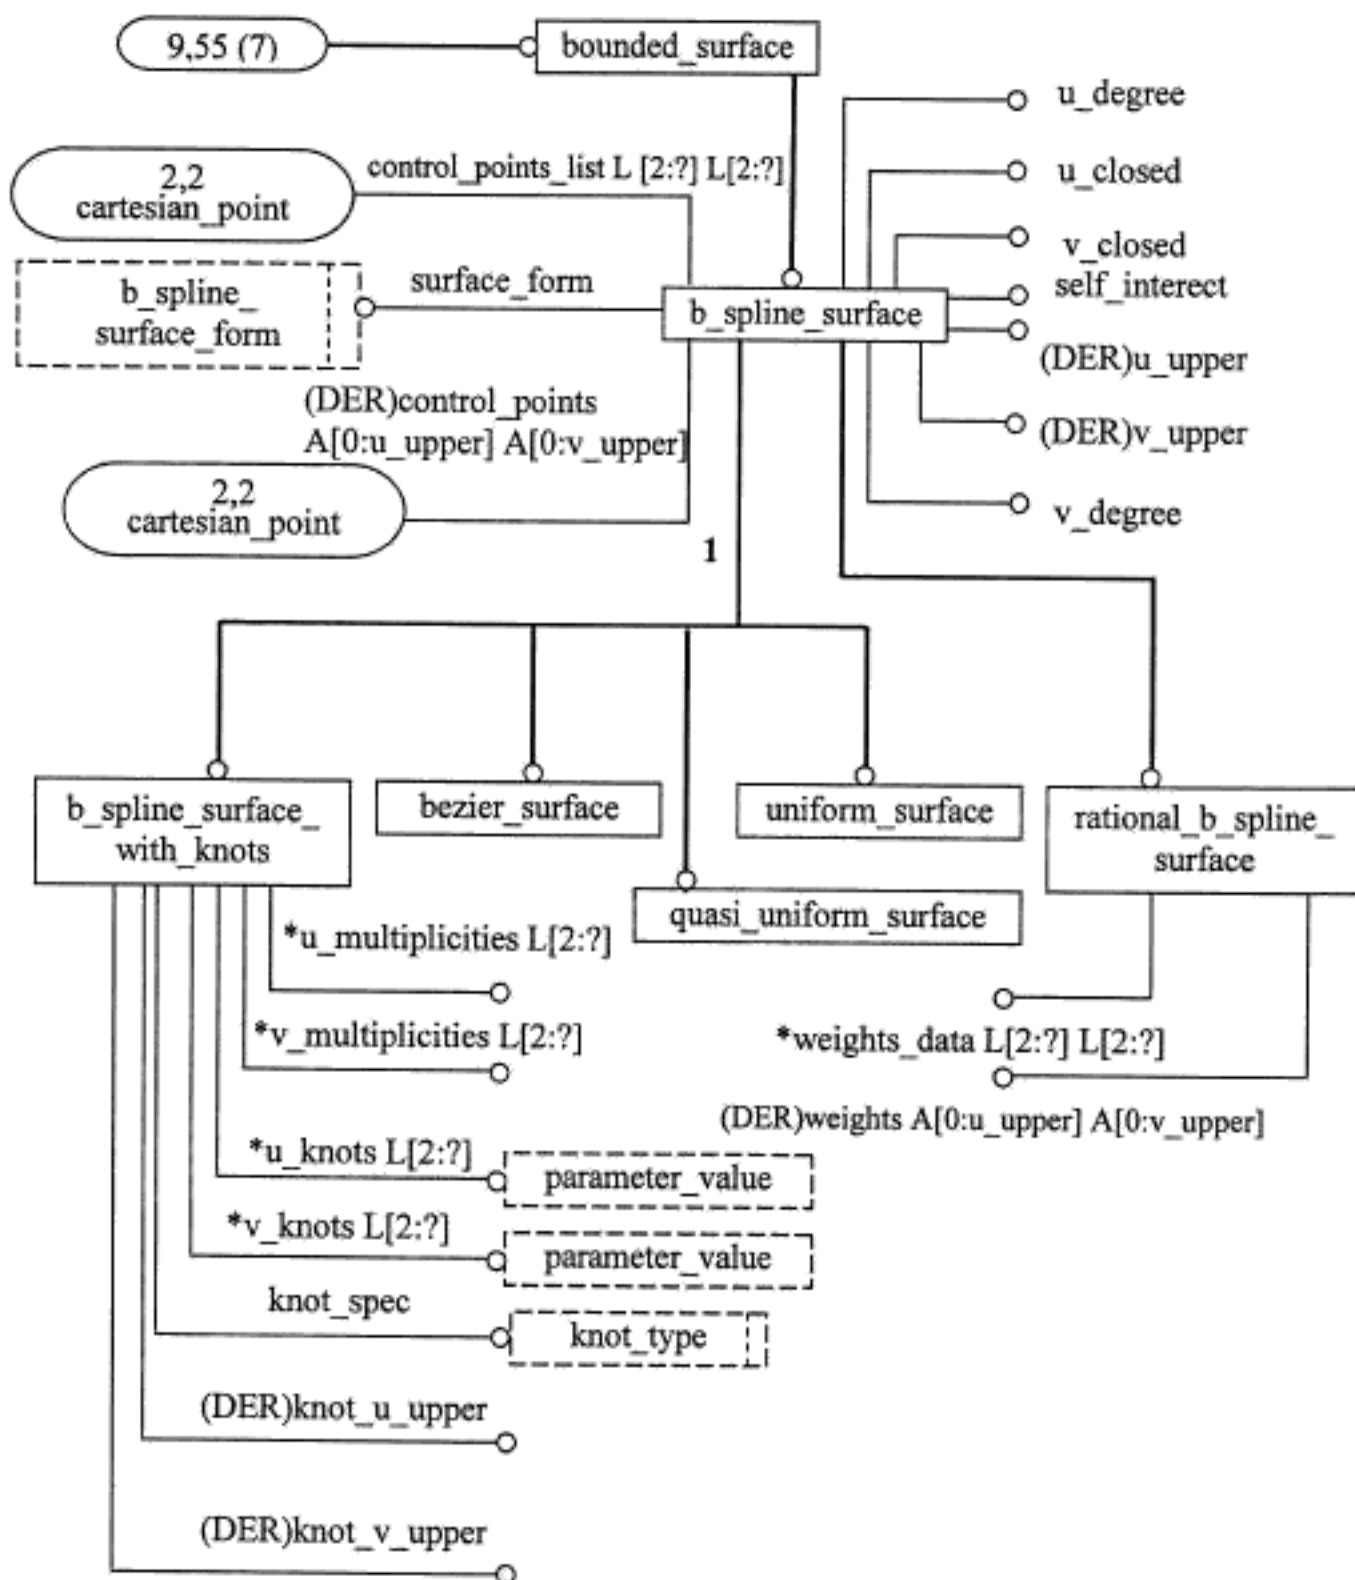 9,55 (7)
bounded_surface
u_degree
control_points_list L [2:?] L[2:?]
2,2
cartesian_point
u_closed
v_closed
b_spline_
surface_form
surface_form
self_interect
b_spline_surface
(DER)u_upper
(DER)control_points
A[0:u_upper] A[0:v_upper]
(DER)v_upper
2,2
cartesian_point
v_degree
1
b_spline_surface_
with_knots
bezier_surface
uniform_surface
rational_b_spline_
surface
quasi_uniform_surface
*u_multiplicities L[2:?]
*v_multiplicities L[2:?]
*weights_data L[2:?] L[2:?]
(DER)weights A[0:u_upper] A[0:v_upper]
*u_knots L[2:?]
parameter_value
*v_knots L[2:?]
parameter_value
knot_spec
knot_type
(DER)knot_u_upper
(DER)knot_v_upper